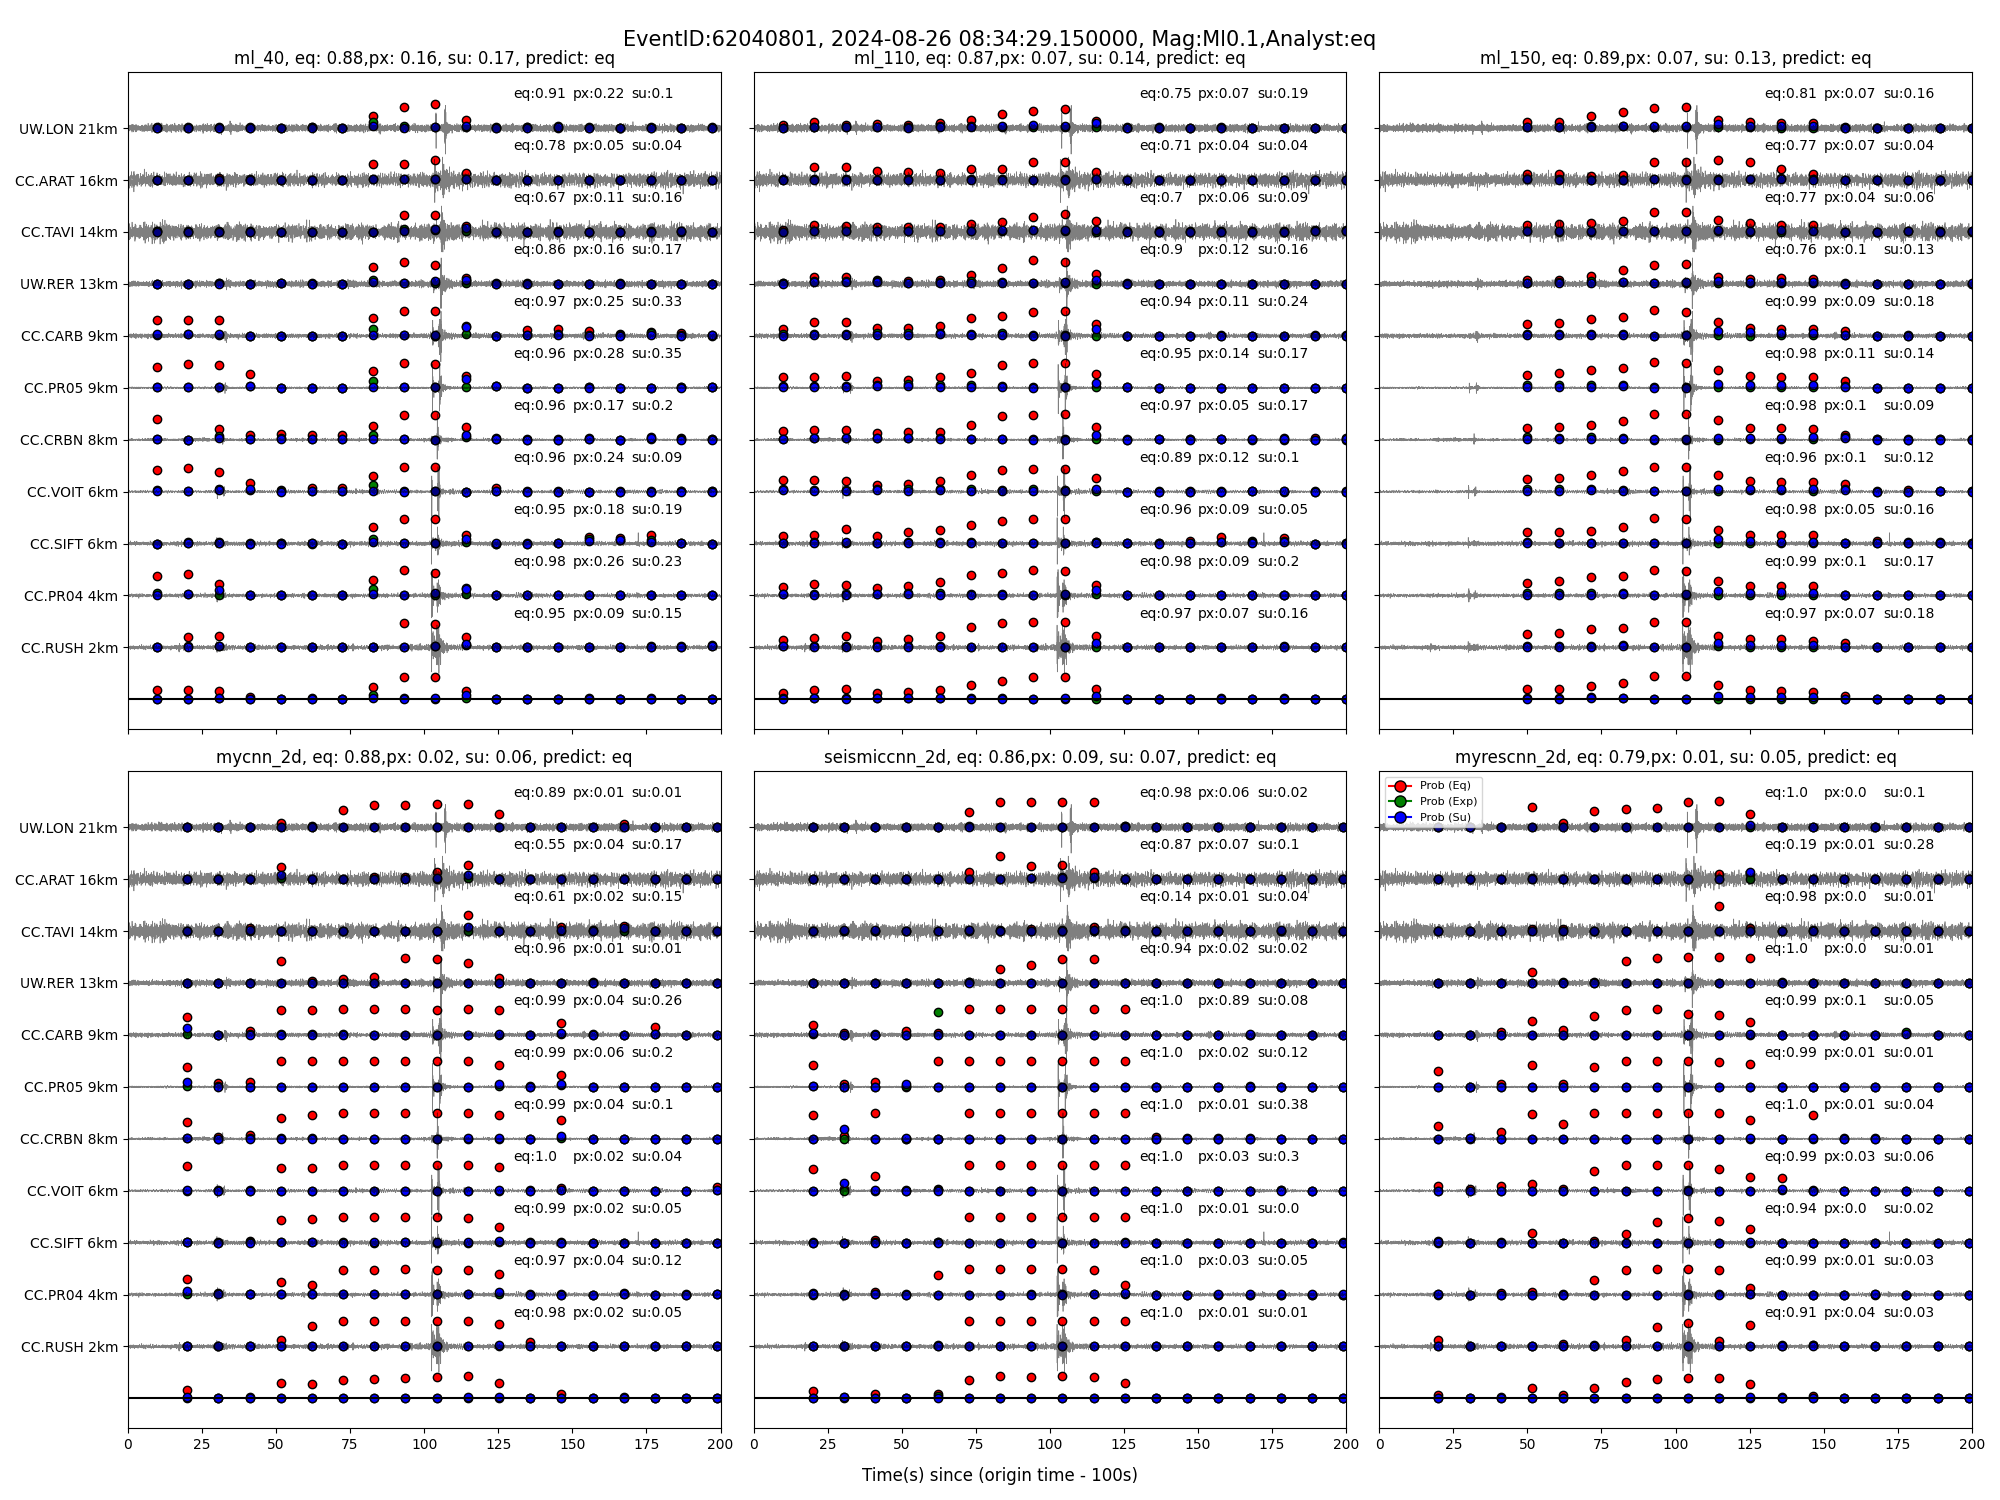 EventID:62040801, 2024-08-26 08:34:29.150000, Mag:Ml0.1,Analyst:eq
ml_40, eq: 0.88,px: 0.16, su: 0.17, predict: eq
UW.LON 21km
CC.ARAT 16km
CC.TAVI 14km
UW.RER 13km
CC.CARB 9km
CC.PR05 9km
CC.CRBN 8km
CC.VOIT 6km
CC.SIFT 6km
CC.PR04 4km
CC.RUSH 2km
eq:0.91 px:0.22 su:0.1
eq:0.78 px:0.05 su:0.04
eq:0.67 px:0.11 su:0.16
eq:0.86 px:0.16 su:0.17
eq:0.97 px:0.25 su:0.33
eq:0.96 px:0.28 su:0.35
eq:0.96 px:0.17 su:0.2
eq:0.96 px:0.24 su:0.09
eq:0.95 px:0.18 su:0.19
eq:0.98 px:0.26 su:0.23
eq:0.95 px:0.09 su:0.15
ml_110, eq: 0.87,px: 0.07, su: 0.14, predict: eq
eq:0.75 px:0.07 su:0.19
eq:0.71 px:0.04 su:0.04
eq:0.7 px:0.06 su:0.09
eq:0.9 px:0.12 su:0.16
eq:0.94 px:0.11 su:0.24
eq:0.95 px:0.14 su:0.17
eq:0.97 px:0.05 su:0.17
eq:0.89 px:0.12 su:0.1
eq:0.96 px:0.09 su:0.05
eq:0.98 px:0.09 su:0.2
eq:0.97 px:0.07 su:0.16
ml_150, eq: 0.89,px: 0.07, su: 0.13, predict: eq
eq:0.81 px:0.07 su:0.16
eq:0.77 px:0.07 su:0.04
eq:0.77 px:0.04 su:0.06
eq:0.76 px:0.1 su:0.13
eq:0.99 px:0.09 su:0.18
eq:0.98 px:0.11 su:0.14
eq:0.98 px:0.1 su:0.09
eq:0.96 px:0.1 su:0.12
eq:0.98 px:0.05 su:0.16
eq:0.99 px:0.1 su:0.17
eq:0.97 px:0.07 su:0.18
mycnn_2d, eq: 0.88,px: 0.02, su: 0.06, predict: eq
UW.LON 21km
CC.ARAT 16km
CC.TAVI 14km
UW.RER 13km
CC.CARB 9km
CC.PR05 9km
CC.CRBN 8km
CC.VOIT 6km
CC.SIFT 6km
CC.PR04 4km
CC.RUSH 2km
eq:0.89 px:0.01 su:0.01
eq:0.55 px:0.04 su:0.17
eq:0.61 px:0.02 su:0.15
eq:0.96 px:0.01 su:0.01
eq:0.99 px:0.04 su:0.26
eq:0.99 px:0.06 su:0.2
eq:0.99 px:0.04 su:0.1
eq:1.0 px:0.02 su:0.04
eq:0.99 px:0.02 su:0.05
eq:0.97 px:0.04 su:0.12
eq:0.98 px:0.02 su:0.05
0 25 50 75 100 125 150 175 200
seismiccnn_2d, eq: 0.86,px: 0.09, su: 0.07, predict: eq
eq:0.98 px:0.06 su:0.02
eq:0.87 px:0.07 su:0.1
eq:0.14 px:0.01 su:0.04
eq:0.94 px:0.02 su:0.02
eq:1.0 px:0.89 su:0.08
eq:1.0 px:0.02 su:0.12
eq:1.0 px:0.01 su:0.38
eq:1.0 px:0.03 su:0.3
eq:1.0 px:0.01 su:0.0
eq:1.0 px:0.03 su:0.05
eq:1.0 px:0.01 su:0.01
0 25 50 75 100 125 150 175 200
myrescnn_2d, eq: 0.79,px: 0.01, su: 0.05, predict: eq
Prob (Eq)
Prob (Exp)
Prob (Su)
eq:1.0 px:0.0 su:0.1
eq:0.19 px:0.01 su:0.28
eq:0.98 px:0.0 su:0.01
eq:1.0 px:0.0 su:0.01
eq:0.99 px:0.1 su:0.05
eq:0.99 px:0.01 su:0.01
eq:1.0 px:0.01 su:0.04
eq:0.99 px:0.03 su:0.06
eq:0.94 px:0.0 su:0.02
eq:0.99 px:0.01 su:0.03
eq:0.91 px:0.04 su:0.03
0 25 50 75 100 125 150 175 200
Time(s) since (origin time - 100s)